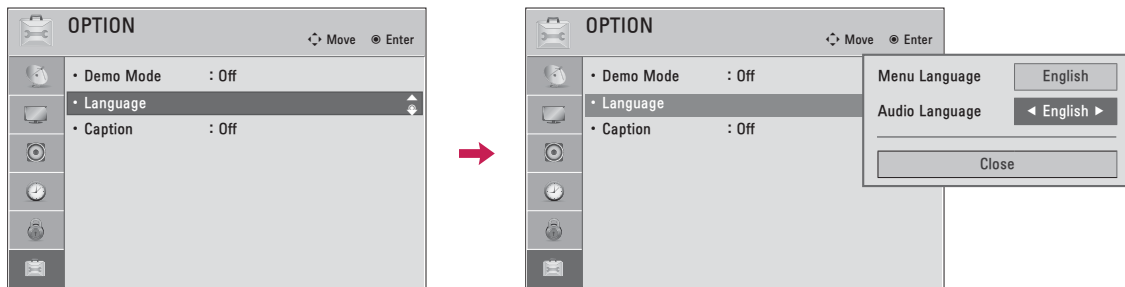 OPTION
Move Enter
• Demo Mode : Off
• Language
• Caption : Off
OPTION
Move Enter
• Demo Mode : Off
• Language
• Caption : Off
Menu Language English
Audio Language ◄ English ►
Close